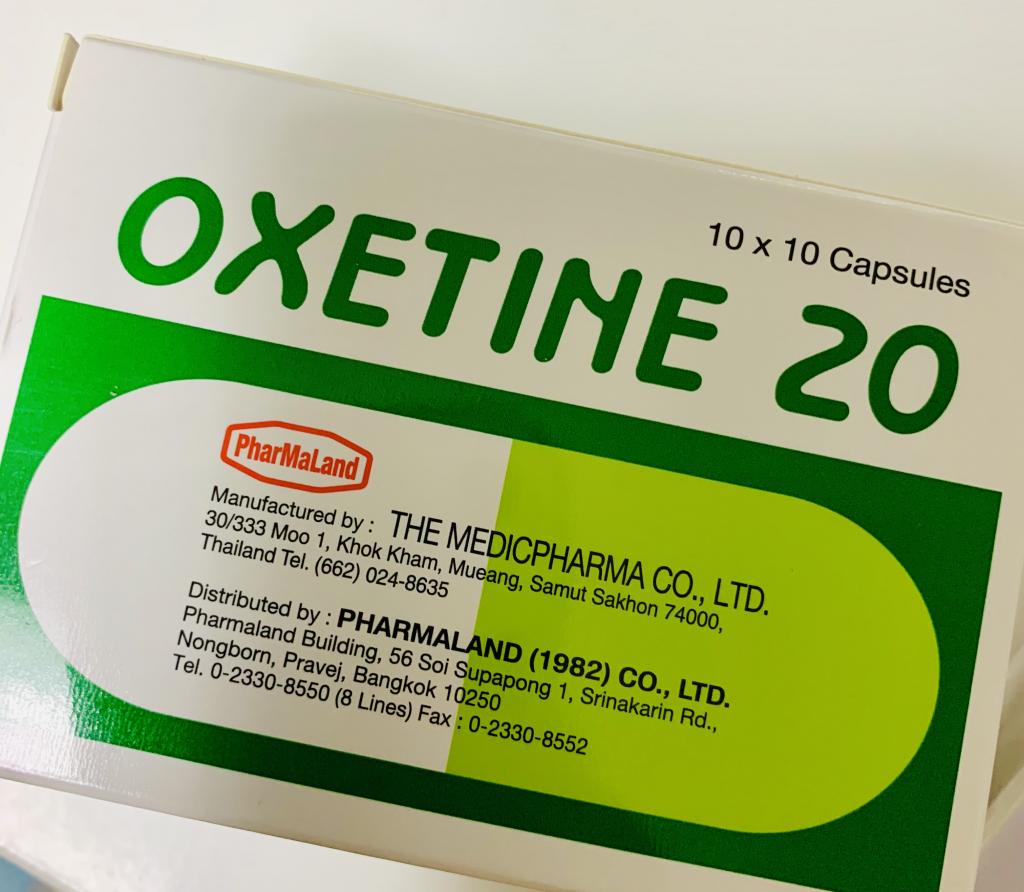 10 x 10 Capsules
OXETINE 20
PharMaLand
Manufactured by : THE MEDICPHARMA CO., LTD.
30/333 Moo 1, Khok Kham, Mueang, Samut Sakhon 74000,
Thailand Tel. (662) 024-8635
Distributed by : PHARMALAND (1982) CO., LTD.
Pharmaland Building, 56 Soi Supapong 1, Srinakarin Rd.,
Nongborn, Pravej, Bangkok 10250
Tel. 0-2330-8550 (8 Lines) Fax : 0-2330-8552